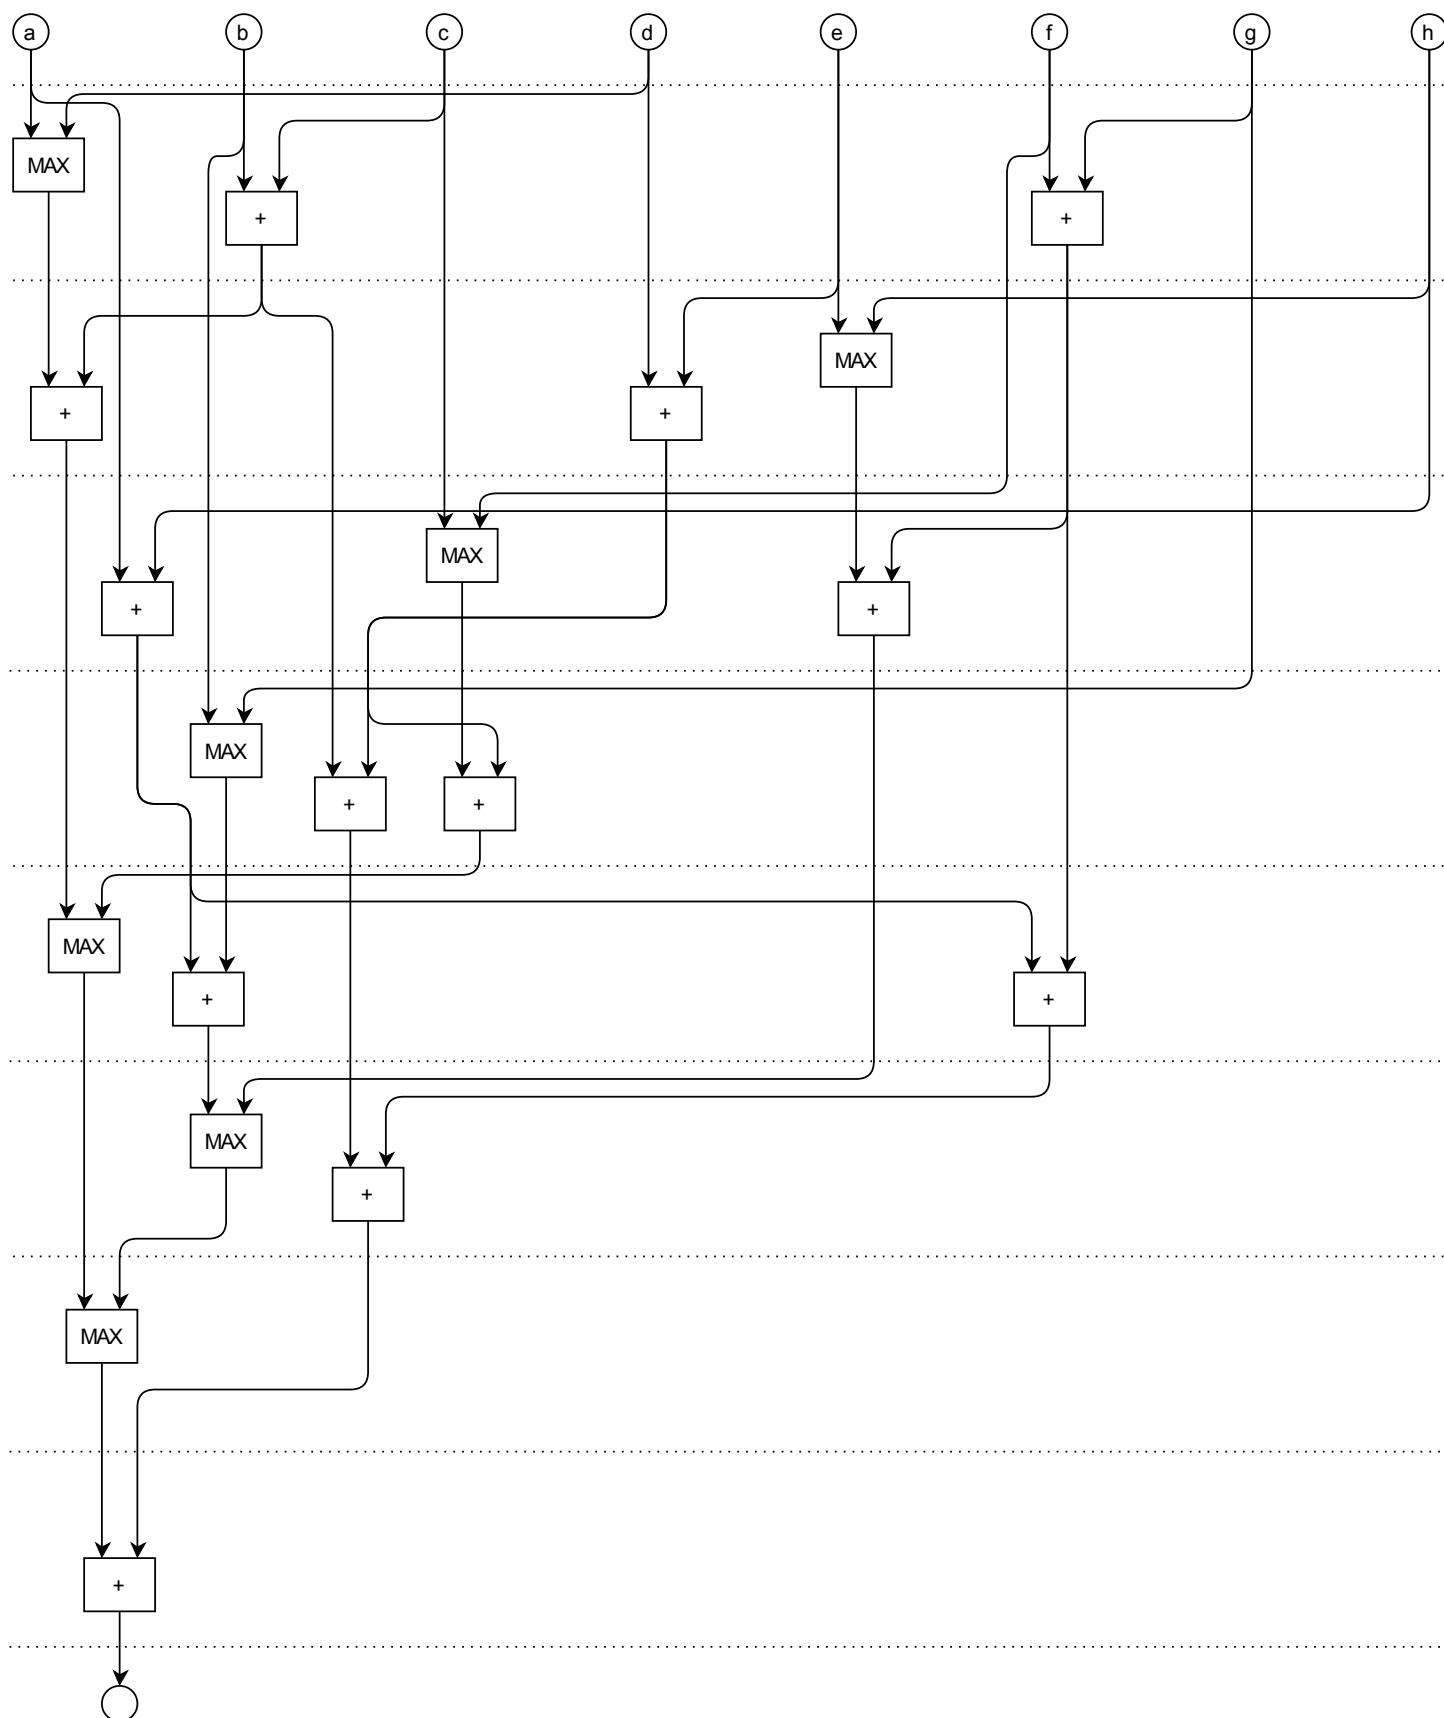 a b c d e f g h
MAX
+ +
MAX
+ +
MAX
+ +
MAX
+ +
MAX
+ +
MAX
+
MAX
+